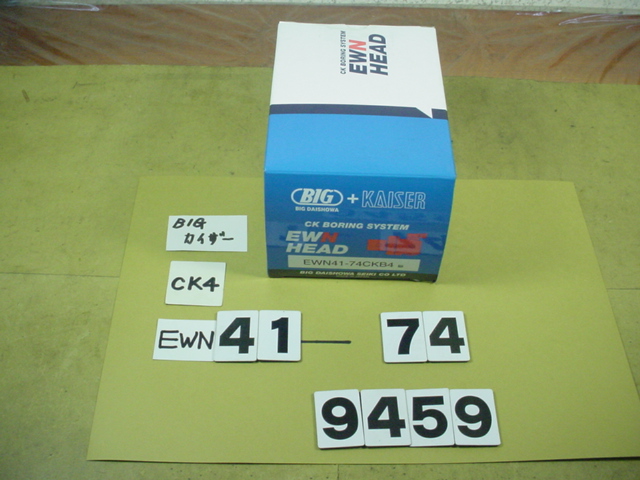 CK BORING SYSTEM
EWN
HEAD
BIG + KAISER
BIG DAISHOWA
CK BORING SYSTEM
EWN
HEAD
EWN41-74CKB4
BIG DAISHOWA SEIKI CO LTD
BIG
カイザー
CK4
EWN 41 — 74
9459